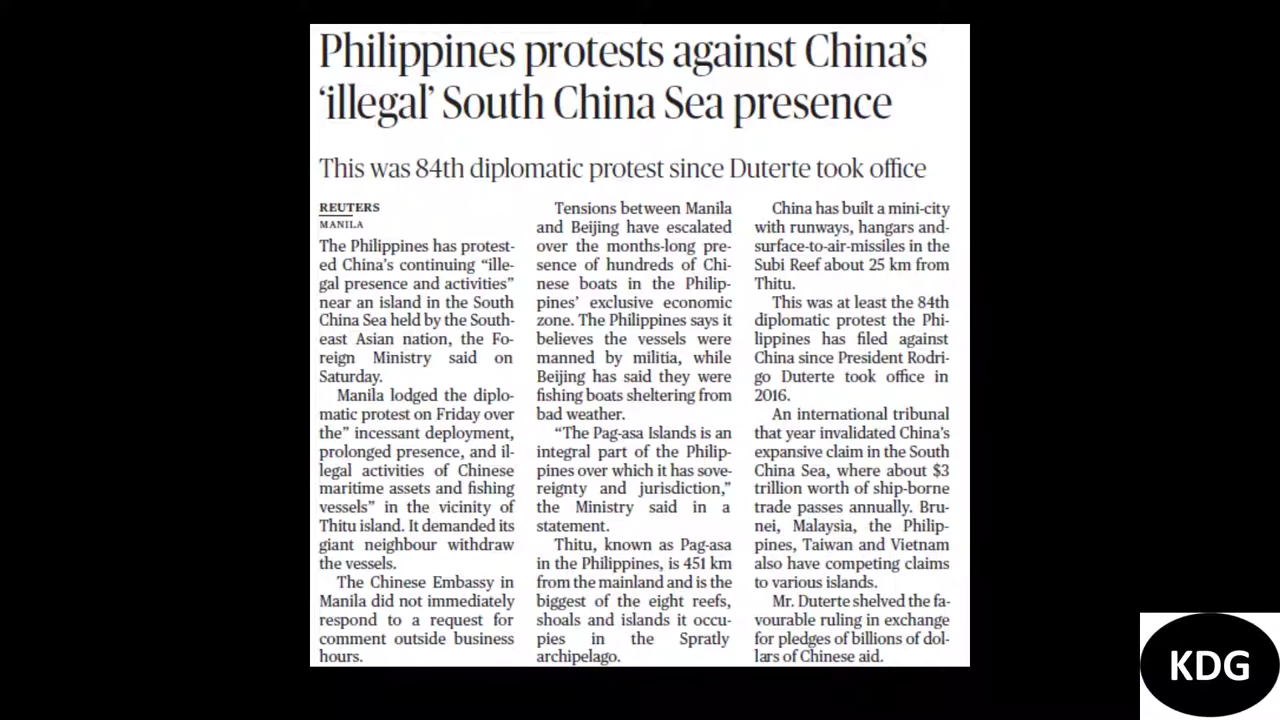 Philippines protests against China's
'illegal' South China Sea presence
This was 84th diplomatic protest since Duterte took office
REUTERS
MANILA
The Philippines has protest-
ed China's continuing "ille-
gal presence and activities"
near an island in the South
China Sea held by the South-
east Asian nation, the Fo-
reign Ministry said on
Saturday.
Manila lodged the diplo-
matic protest on Friday over
the" incessant deployment,
prolonged presence, and il-
legal activities of Chinese
maritime assets and fishing
vessels" in the vicinity of
Thitu island. It demanded its
giant neighbour withdraw
the vessels.
The Chinese Embassy in
Manila did not immediately
respond to a request for
comment outside business
hours.
Tensions between Manila
and Beijing have escalated
over the months-long pre-
sence of hundreds of Chi-
nese boats in the Philip-
pines' exclusive economic
zone. The Philippines says it
believes the vessels were
manned by militia, while
Beijing has said they were
fishing boats sheltering from
bad weather.
"The Pag-asa Islands is an
integral part of the Philip-
pines over which it has sove-
reignty and jurisdiction,"
the Ministry said in a
statement.
Thitu, known as Pag-asa
in the Philippines, is 451 km
from the mainland and is the
biggest of the eight reefs,
shoals and islands it occu-
pies in the Spratly
archipelago.
China has built a mini-city
with runways, hangars and-
surface-to-air-missiles in the
Subi Reef about 25 km from
Thitu.
This was at least the 84th
diplomatic protest the Phi-
lippines has filed against
China since President Rodri-
go Duterte took office in
2016.
An international tribunal
that year invalidated China's
expansive claim in the South
China Sea, where about $3
trillion worth of ship-borne
trade passes annually. Bru-
nei, Malaysia, the Philip-
pines, Taiwan and Vietnam
also have competing claims
to various islands.
Mr. Duterte shelved the fa-
vourable ruling in exchange
for pledges of billions of dol-
lars of Chinese aid.
KDG